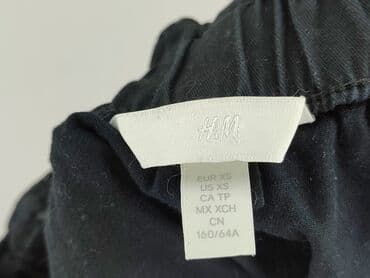 H&M
EUR XS
US XS
CA TP
MX XCH
CN
160/64A